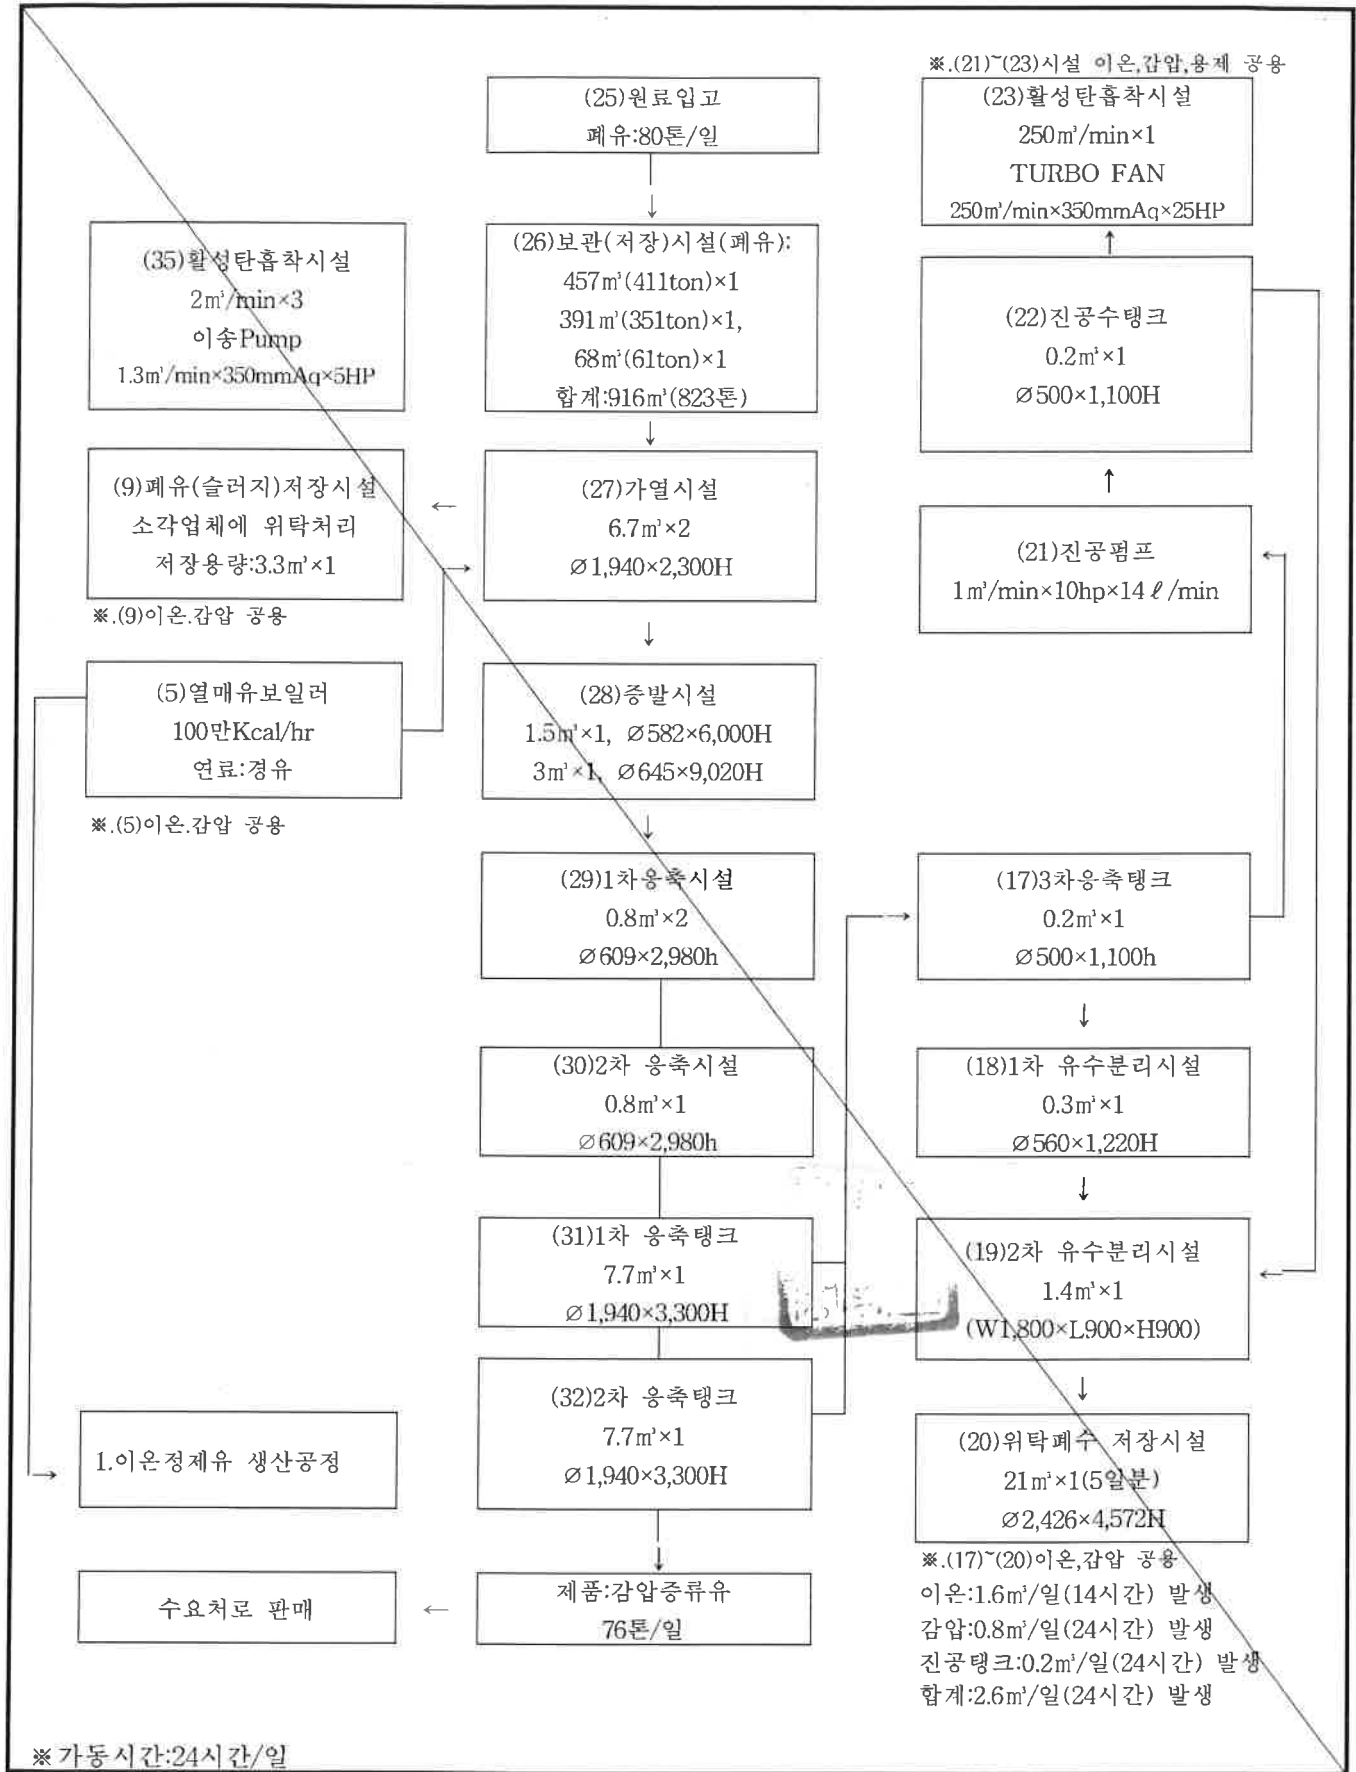 ※.(21)~(23)시설 이온,감압,용제 공용
(25)원료입고
폐유:80톤/일
(23)활성탄흡착시설
250m³/min×1
TURBO FAN
250m³/min×350mmAq×25HP
(35)활성탄흡착시설
2m³/min×3
이송Pump
1.3m³/min×350mmAq×5HP
(26)보관(저장)시설(폐유):
457m³(411ton)×1
391m³(351ton)×1,
68m³(61ton)×1
합계:916m³(823톤)
(22)진공수탱크
0.2m³×1
∅500×1,100H
(9)폐유(슬러지)저장시설
소각업체에 위탁처리
저장용량:3.3m³×1
※.(9)이온.감압 공용
(27)가열시설
6.7m³×2
∅1,940×2,300H
(21)진공펌프
1m³/min×10hp×14ℓ/min
(5)열매유보일러
100만Kcal/hr
연료:경유
※.(5)이온.감압 공용
(28)증발시설
1.5m³×1, ∅582×6,000H
3m³×1, ∅645×9,020H
(29)1차응축시설
0.8m³×2
∅609×2,980h
(17)3차응축탱크
0.2m³×1
∅500×1,100h
(30)2차 응축시설
0.8m³×1
∅609×2,980h
(18)1차 유수분리시설
0.3m³×1
∅560×1,220H
(31)1차 응축탱크
7.7m³×1
∅1,940×3,300H
(19)2차 유수분리시설
1.4m³×1
(W1,800×L900×H900)
(32)2차 응축탱크
7.7m³×1
∅1,940×3,300H
1.이온정제유 생산공정
(20)위탁폐수 저장시설
21m³×1(5일분)
∅2,426×4,572H
※.(17)~(20)이온,감압 공용
이온:1.6m³/일(14시간) 발생
감압:0.8m³/일(24시간) 발생
진공탱크:0.2m³/일(24시간) 발생
합계:2.6m³/일(24시간) 발생
제품:감압증류유
76톤/일
수요처로 판매
※가동시간:24시간/일